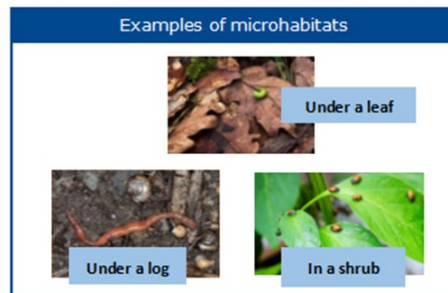 Examples of microhabitats
Under a leaf
Under a log
In a shrub